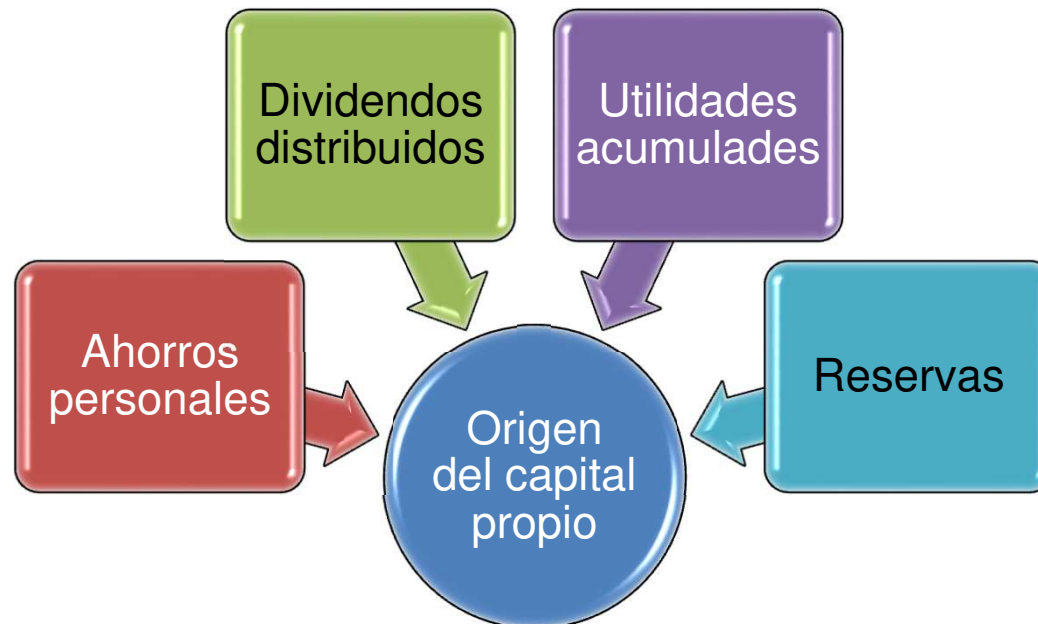 Dividendos
distribuidos
Utilidades
acumulades
Ahorros
personales
Reservas
Origen
del capital
propio